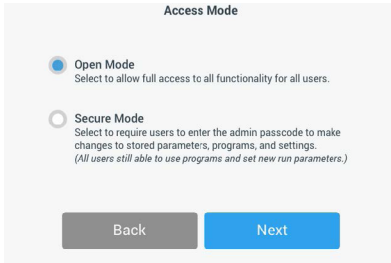 Access Mode
Open Mode
Select to allow full access to all functionality for all users.
Secure Mode
Select to require users to enter the admin passcode to make
changes to stored parameters, programs, and settings.
(All users still able to use programs and set new run parameters.)
Back Next